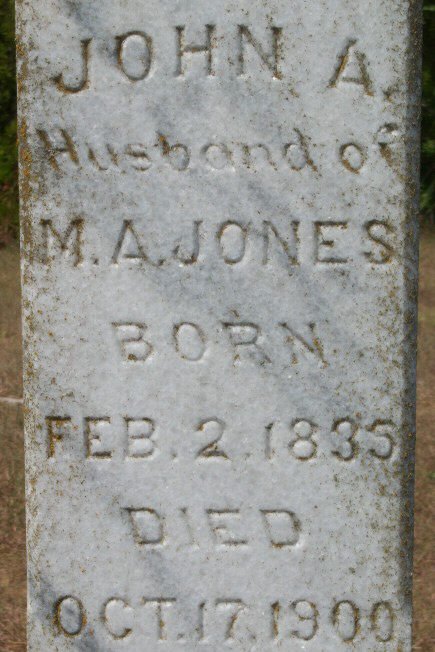 JOHN A.
Husband of
M.A.JONES
BORN
FEB.2.1835
DIED
OCT.17.1900